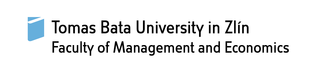 Tomas Bata University in Zlín
Faculty of Management and Economics